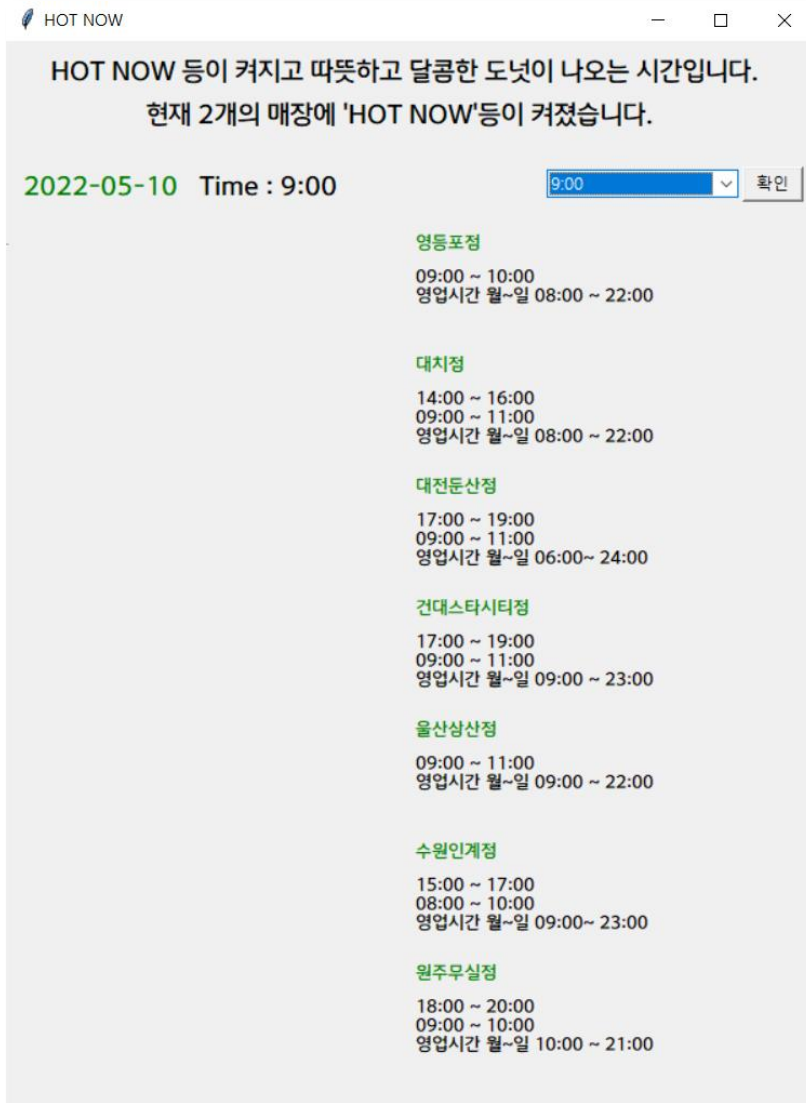 HOT NOW
HOT NOW 등이 켜지고 따뜻하고 달콤한 도넛이 나오는 시간입니다.
현재 2개의 매장에 'HOT NOW'등이 켜졌습니다.
2022-05-10 Time : 9:00 9:00 확인
영등포점
09:00 ~ 10:00
영업시간 월~일 08:00 ~ 22:00
대치점
14:00 ~ 16:00
09:00 ~ 11:00
영업시간 월~일 08:00 ~ 22:00
대전둔산점
17:00 ~ 19:00
09:00 ~ 11:00
영업시간 월~일 06:00~ 24:00
건대스타시티점
17:00 ~ 19:00
09:00 ~ 11:00
영업시간 월~일 09:00 ~ 23:00
울산상산점
09:00 ~ 11:00
영업시간 월~일 09:00 ~ 22:00
수원인계점
15:00 ~ 17:00
08:00 ~ 10:00
영업시간 월~일 09:00~ 23:00
원주무실점
18:00 ~ 20:00
09:00 ~ 10:00
영업시간 월~일 10:00 ~ 21:00